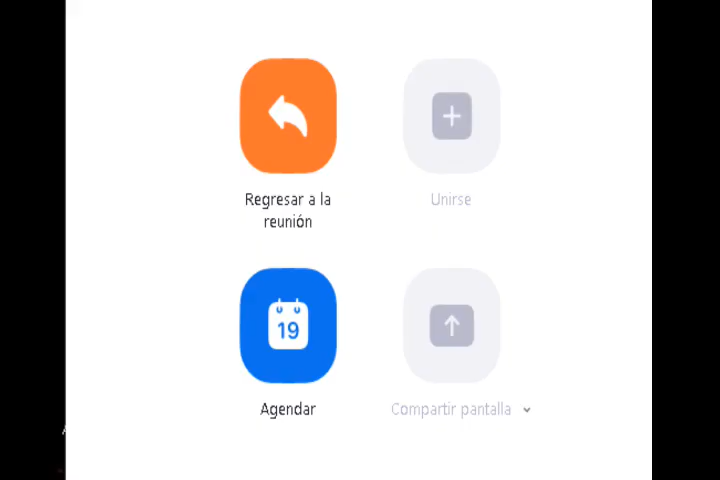 Regresar a la
reunión
Unirse
19
Agendar
Compartir pantalla